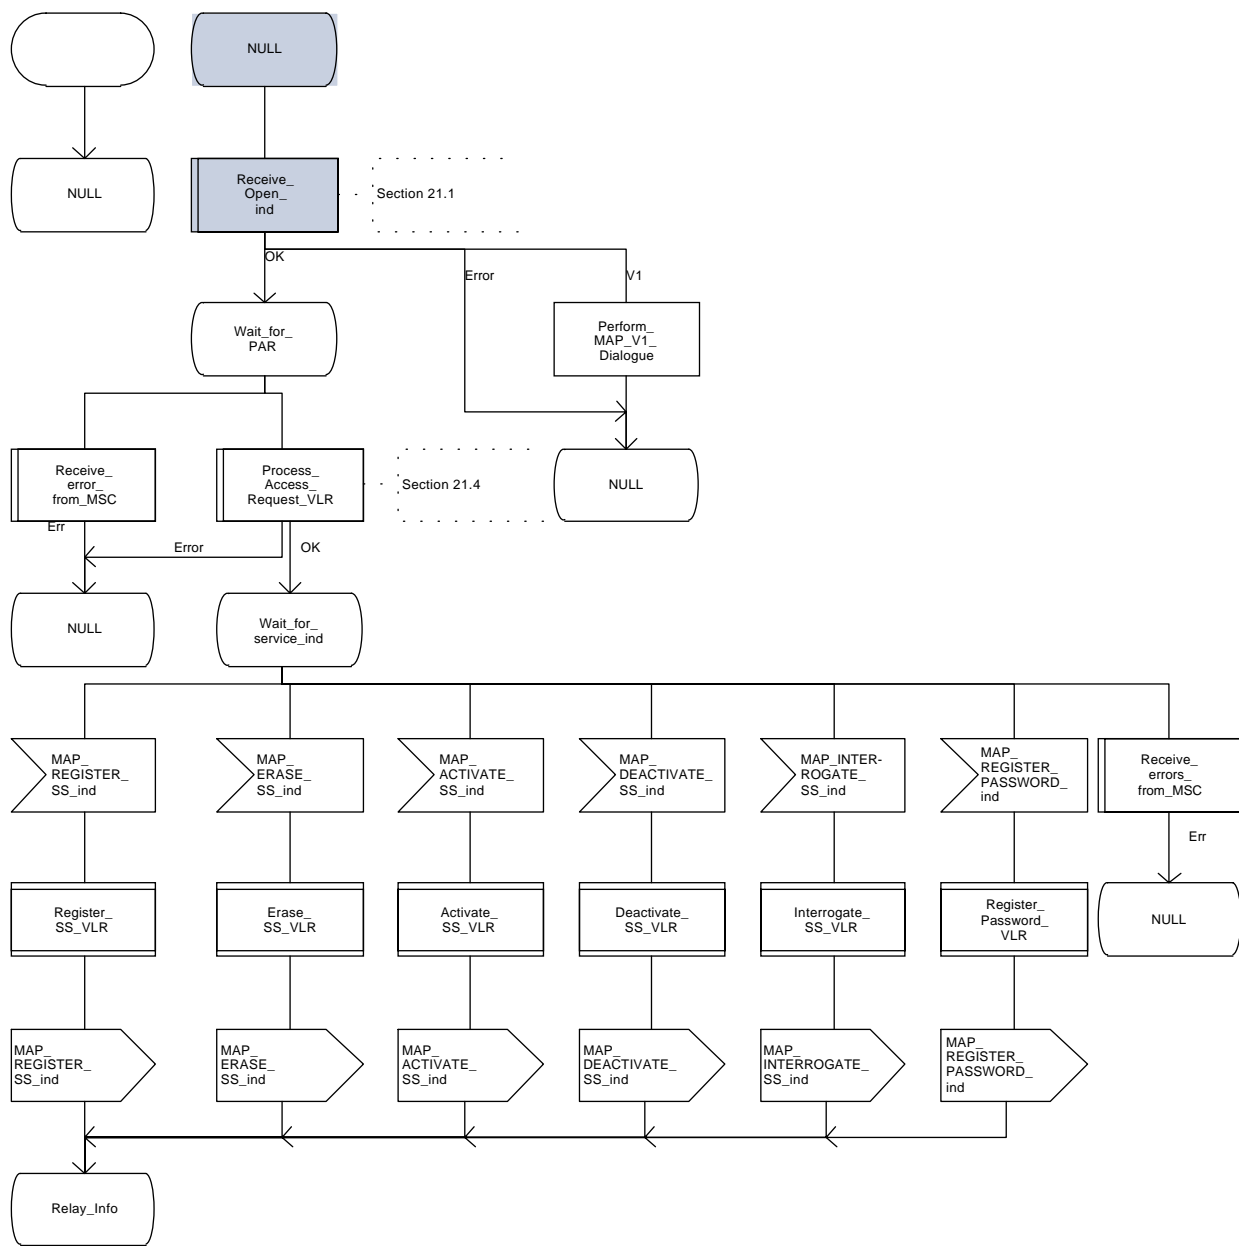 NULL
NULL
Receive_
Open_
ind
Section 21.1
OK
Error
V1
Wait_for_
PAR
Perform_
MAP_V1_
Dialogue
Receive_
error_
from_MSC
Process_
Access_
Request_VLR
Section 21.4
NULL
Err
Error
OK
NULL
Wait_for_
service_ind
MAP_
REGISTER_
SS_ind
MAP_
ERASE_
SS_ind
MAP_
ACTIVATE_
SS_ind
MAP_
DEACTIVATE_
SS_ind
MAP_INTER-
ROGATE_
SS_ind
MAP_
REGISTER_
PASSWORD_
ind
Receive_
errors_
from_MSC
Err
Register_
SS_VLR
Erase_
SS_VLR
Activate_
SS_VLR
Deactivate_
SS_VLR
Interrogate_
SS_VLR
Register_
Password_
VLR
NULL
MAP_
REGISTER_
SS_ind
MAP_
ERASE_
SS_ind
MAP_
ACTIVATE_
SS_ind
MAP_
DEACTIVATE_
SS_ind
MAP_
INTERROGATE_
SS_ind
MAP_
REGISTER_
PASSWORD_
ind
Relay_Info